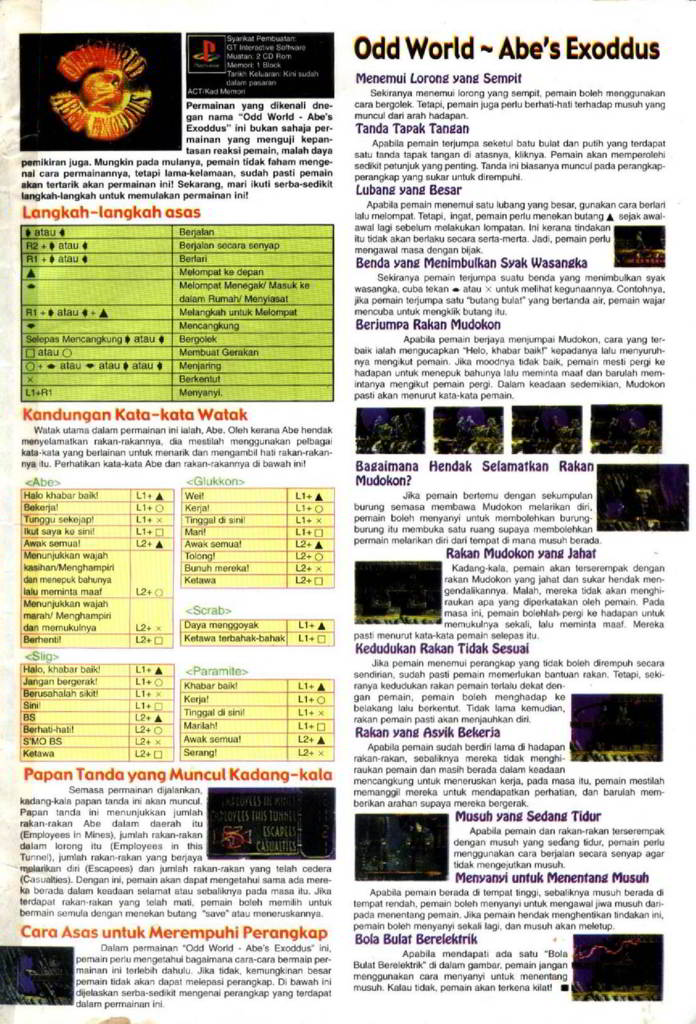 Syarikat Pembuatan:
GT Interactive Software
Muatan: 2 CD Rom
Memori: 1 Block
Tarikh Keluaran: Kini sudah
dalam pasaran
ACT/Kad Memori
Permainan yang dikenali dne-
gan nama "Odd World - Abe's
Exoddus" ini bukan sahaja per-
mainan yang menguji kepan-
tasan reaksi pemain, malah daya
pemikiran juga. Mungkin pada mulanya, pemain tidak faham menge-
nai cara permainannya, tetapi lama-kelamaan, sudah pasti pemain
akan tertarik akan permainan ini! Sekarang, mari ikuti serba-sedikit
langkah-langkah untuk memulakan permainan ini!
Langkah-langkah asas
atau Berjalan
R2 + atau Berjalan secara senyap
R1 + atau Berlari
▲ Melompat ke depan
Melompat Menegak/ Masuk ke
dalam Rumah/ Menyiasat
R1 + atau + ▲ Melangkah untuk Melompat
Mencangkung
Selepas Mencangkung atau Bergolek
□ atau ○ Membuat Gerakan
○ + atau atau atau Menjaring
× Berkentut
L1+R1 Menyanyi.
Kandungan Kata-kata Watak
Watak utama dalam permainan ini ialah, Abe. Oleh kerana Abe hendak
menyelamatkan rakan-rakannya, dia mestilah menggunakan pelbagai
kata-kata yang berlainan untuk menarik dan mengambil hati rakan-rakan-
nya itu. Perhatikan kata-kata Abe dan rakan-rakannya di bawah ini!
<Abe>
Halo khabar baik! L1+ ▲
Bekerja! L1+ ○
Tunggu sekejap! L1+ ×
Ikut saya ke sini! L1+ □
Awak semua! L2+ ▲
Menunjukkan wajah
kasihan/Menghampiri
dan menepuk bahunya
lalu meminta maaf L2+ ○
Menunjukkan wajah
marah/ Menghampiri
dan memukulnya L2+ ×
Berhenti! L2+ □
<Slig>
Halo, khabar baik! L1+ ▲
Jangan bergerak! L1+ ○
Berusahalah sikit! L1+ ×
Sini! L1+ □
BS L2+ ▲
Berhati-hati! L2+ ○
S'MO BS L2+ ×
Ketawa L2+ □
<Glukkon>
Wei! L1+ ▲
Kerja! L1+ ○
Tinggal di sini! L1+ ×
Mari! L1+ □
Awak semua! L2+ ▲
Tolong! L2+ ○
Bunuh mereka! L2+ ×
Ketawa L2+ □
<Scrab>
Daya menggoyak L1+ ▲
Ketawa terbahak-bahak L1+ □
<Paramite>
Khabar baik! L1+ ▲
Kerja! L1+ ○
Tinggal di sini! L1+ ×
Marilah! L1+ □
Awak semua! L2+ ▲
Serang! L2+ ×
Papan Tanda yang Muncul Kadang-kala
Semasa permainan dijalankan,
kadang-kala papan tanda ini akan muncul.
Papan tanda ini menunjukkan jumlah
rakan-rakan Abe dalam daerah itu
(Employees in Mines), jumlah rakan-rakan
dalam lorong itu (Employees in this
Tunnel), jumlah rakan-rakan yang berjaya
melarikan diri (Escapees) dan jumlah rakan-rakan yang telah cedera
(Casualties). Dengan ini, pemain akan dapat mengetahui sama ada mere-
ka berada dalam keadaan selamat atau sebaliknya pada masa itu. Jika
terdapat rakan-rakan yang telah mati, pemain boleh memilih untuk
bermain semula dengan menekan butang "save" atau meneruskannya.
EMPLOYEES IN MINES
EMPLOYEES THIS TUNNEL
ESCAPEES
CASUALTIES
Cara Asas untuk Merempuhi Perangkap
Dalam permainan "Odd World - Abe's Exoddus" ini,
pemain perlu mengetahui bagaimana cara-cara bermaip per-
mainan ini terlebih dahulu. Jika tidak, kemungkinan besar
pemain tidak akan dapat melepasi perangkap. Di bawah ini
dijelaskan serba-sedikit mengenai perangkap yang terdapat
dalam permainan ini.
Odd World ~ Abe's Exoddus
Menemui Lorong yang Sempit
Sekiranya menemui lorong yang sempit, pemain boleh menggunakan
cara bergolek. Tetapi, pemain juga perlu berhati-hati terhadap musuh yang
muncul dari arah hadapan.
Tanda Tapak Tangan
Apabila pemain terjumpa seketul batu bulat dan putih yang terdapat
satu tanda tapak tangan di atasnya, kliknya. Pemain akan memperolehi
sedikit petunjuk yang penting. Tanda ini biasanya muncul pada perangkap-
perangkap yang sukar untuk dirempuhi.
Lubang yang Besar
Apabila pemain menemui satu lubang yang besar, gunakan cara berlari
lalu melompat. Tetapi, ingat, pemain perlu menekan butang ▲ sejak awal-
awal lagi sebelum melakukan lompatan. Ini kerana tindakan
itu tidak akan berlaku secara serta-merta. Jadi, pemain perlu
mengawal masa dengan bijak.
Benda yang Menimbulkan Syak Wasangka
Sekiranya pemain terjumpa suatu benda yang menimbulkan syak
wasangka, cuba tekan atau × untuk melihat kegunaannya. Contohnya,
jika pemain terjumpa satu "butang bulat" yang bertanda air, pemain wajar
mencuba untuk mengklik butang itu.
Berjumpa Rakan Mudokon
Apabila pemain berjaya menjumpai Mudokon, cara yang ter-
baik ialah mengucapkan "Helo, khabar baik!" kepadanya lalu menyuruh-
nya mengikut pemain. Jika moodnya tidak baik, pemain mesti pergi ke
hadapan untuk menepuk bahunya lalu meminta maaf dan barulah mem-
intanya mengikut pemain pergi. Dalam keadaan sedemikian, Mudokon
pasti akan menurut kata-kata pemain.
Bagaimana Hendak Selamatkan Rakan
Mudokon?
Jika pemain bertemu dengan sekumpulan
burung semasa membawa Mudokon melarikan diri,
pemain boleh menyanyi untuk membolehkan burung-
burung itu membuka satu ruang supaya membolehkan
permain melarikan diri dari tempat di mana musuh berada.
Rakan Mudokon yang Jahat
Kadang-kala, pemain akan terserempak dengan
rakan Mudokon yang jahat dan sukar hendak men-
gendalikannya. Malah, mereka tidak akan menghi-
raukan apa yang diperkatakan oleh pemain. Pada
masa ini, pemain bolehlah-pergi ke hadapan untuk
memukulnya sekali, lalu meminta maaf. Mereka
pasti menurut kata-kata pemain selepas itu.
Kedudukan Rakan Tidak Sesuai
Jika pemain menemui perangkap yang tidak boleh diremput secara
sendirian, sudah pasti pemain memerlukan bantuan rakan. Tetapi, seki-
ranya kedudukan rakan pemain terlalu dekat den-
gan pemain, pemain boleh menghadap ke
belakang lalu berkentut. Tidak lama kemudian,
rakan pemain pasti akan menjauhkan diri.
Rakan yang Asyik Bekerja
Apabila pemain sudah berdiri lama di hadapan
rakan-rakan, sebaliknya mereka tidak menghi-
raukan pemain dan masih berada dalam keadaan
mencangkung untuk meneruskan kerja, pada masa itu, pemain mestilah
memanggil mereka untuk mendapatkan perhatian, dan barulah mem-
berikan arahan supaya mereka bergerak.
Musuh yang Sedang Tidur
Apabila pemain dan rakan-rakan terserempak
dengan musuh yang sedang tidur, pemain perlu
menggunakan cara berjalan secara senyap agar
tidak mengejutkan musuh.
Menyanyi untuk Menentang Musuh
Apabila pemain berada di tempat tinggi, sebaliknya musuh berada di
tempat rendah, pemain boleh menyanyi untuk mengawal jiwa musuh dari-
pada menentang pemain. Jika pemain hendak menghentikan tindakan ini,
pemain boleh menyanyi sekali lagi, dan musuh akan meletup.
Bola Bulat Berelektrik
Apabila mendapati ada satu "Bola
Bulat Berelektrik" di dalam gambar, pemain jangan
menggunakan cara menyanyi untuk menentang
musuh. Kalau tidak, pemain akan terkena kilat! ■